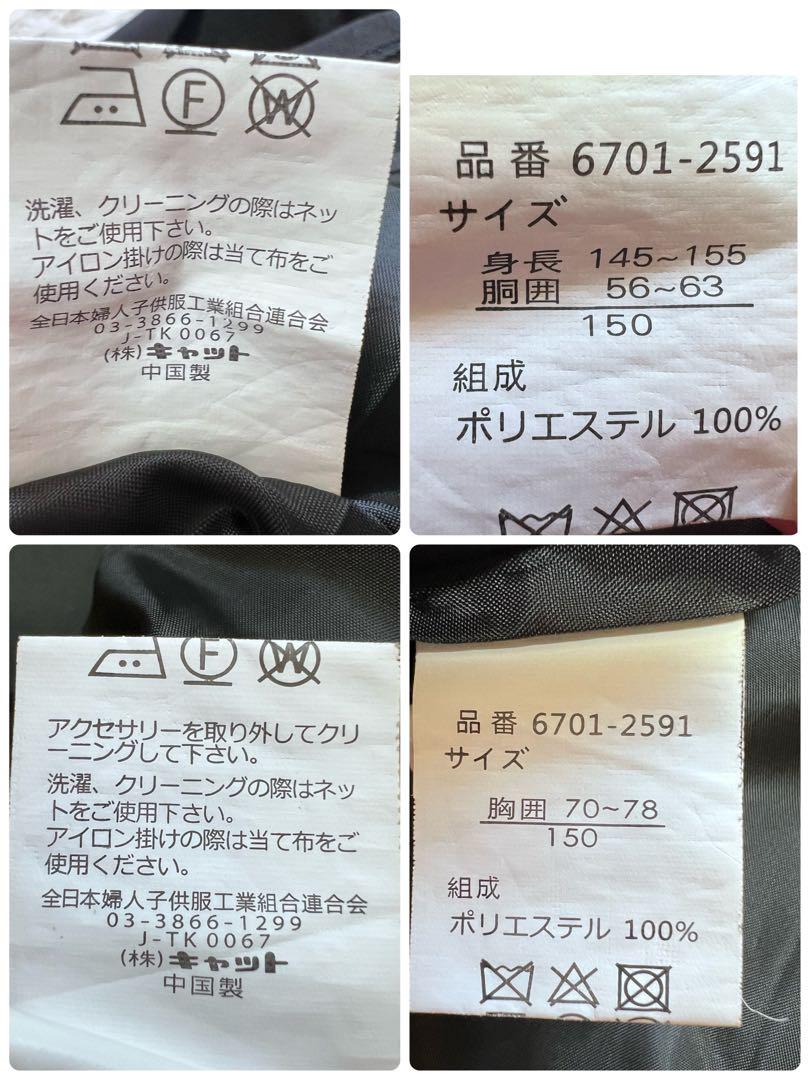 F
W
洗濯、クリーニングの際はネッ
トをご使用下さい。
アイロン掛けの際は当て布をご
使用ください。
全日本婦人子供服工業組合連合会
03-3866-1299
J-TK0067
(株)キャット
中国製
品番 6701-2591
サイズ
身長 145~155
胴囲 56~63
150
組成
ポリエステル 100%
F
W
アクセサリーを取り外してクリ
ーニングして下さい。
洗濯、クリーニングの際はネッ
トをご使用下さい。
アイロン掛けの際は当て布をご
使用ください。
全日本婦人子供服工業組合連合会
03-3866-1299
J-TK0067
(株)キャット
中国製
品番 6701-2591
サイズ
胸囲 70~78
150
組成
ポリエステル 100%